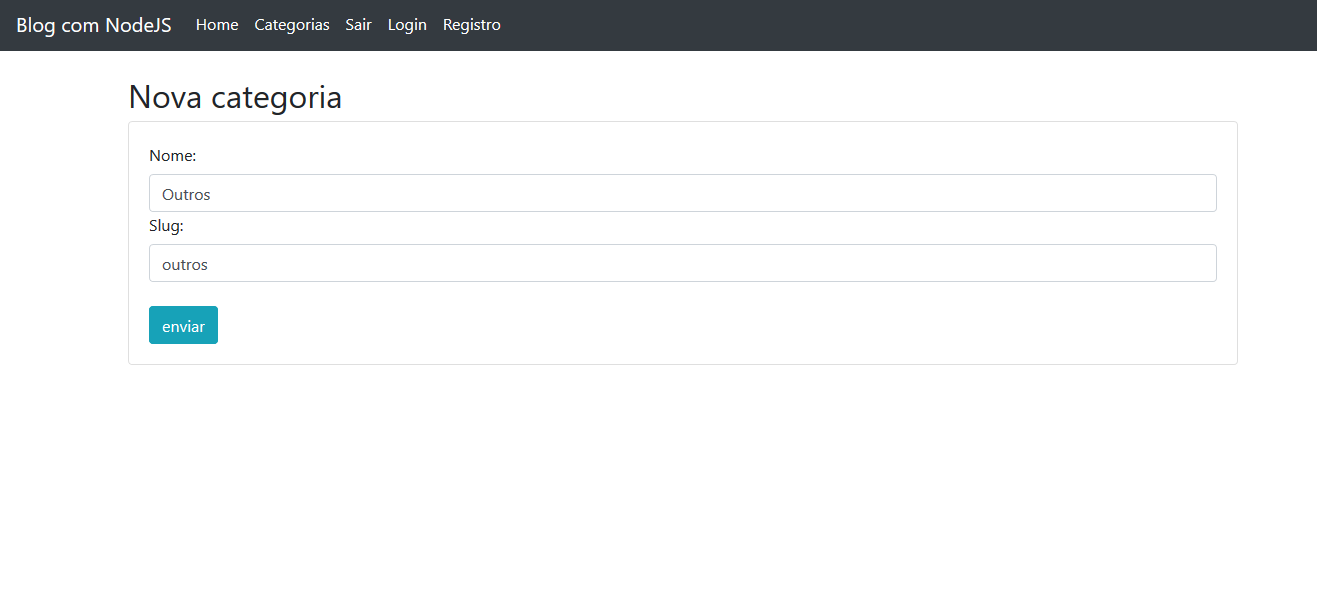 Blog com NodeJS Home Categorias Sair Login Registro
Nova categoria
Nome:
Outros
Slug:
outros
enviar